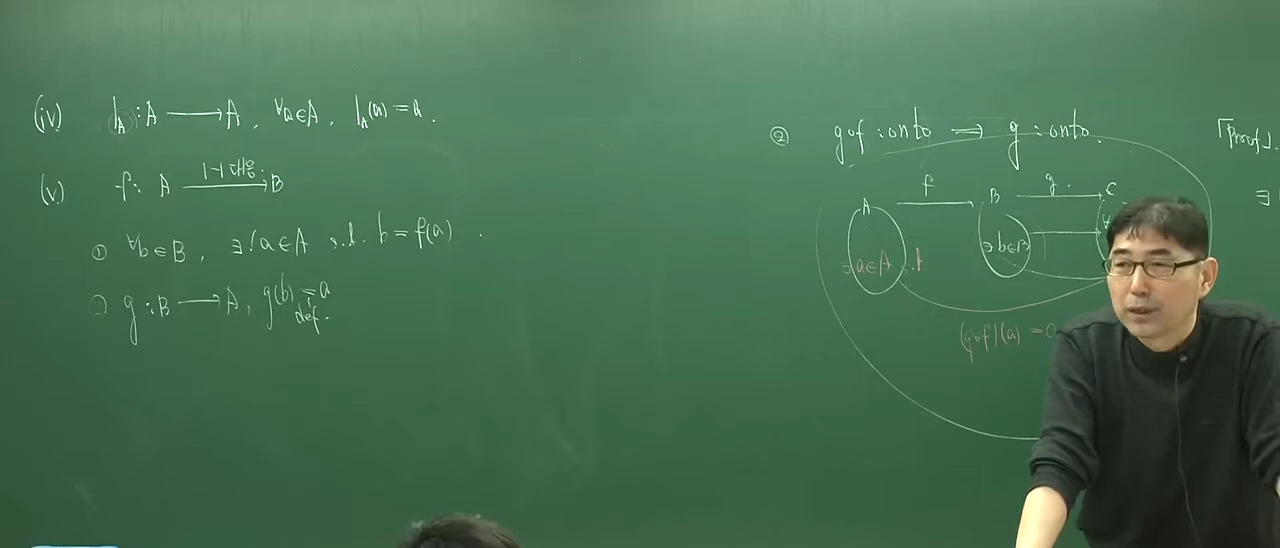 (iv) 1_A : A ⟶ A, ∀a∈A, 1_A(a) = a.
(v) f : A ⟶ B
1-1 대응.
① ∀b∈B, ∃!a∈A s.t. b = f(a).
② g : B ⟶ A, g(b) = a
def.
② g∘f : onto ⟹ g : onto.
「proof」.
∃
f
g.
A B C
∃b∈B
∃a∈A s.t
(g∘f)(a) =